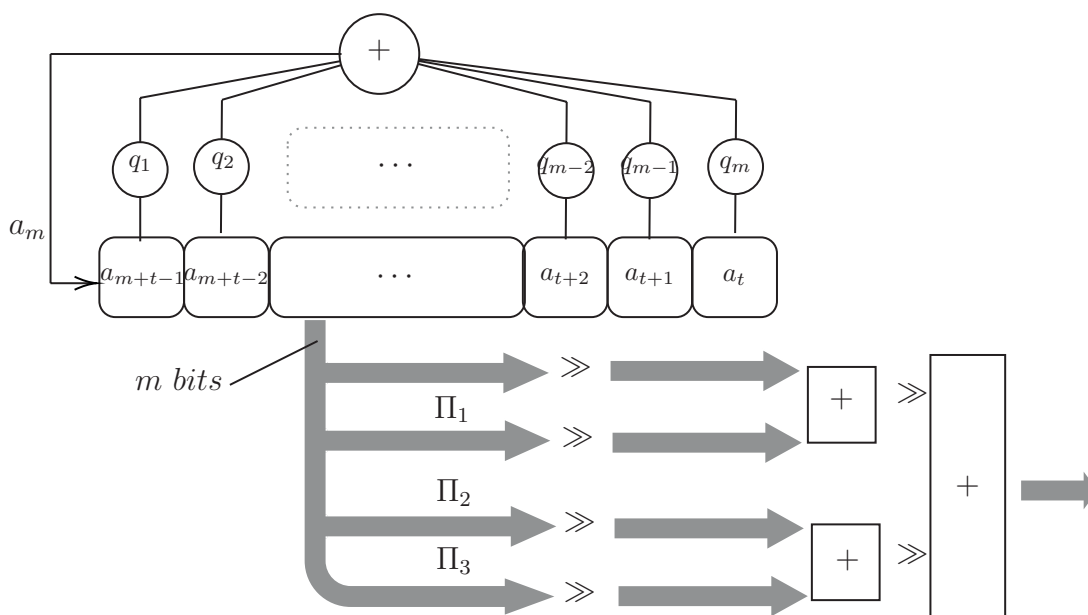 +
q_1 q_2 … q_{m−2} q_{m−1} q_m
a_m
a_{m+t−1} a_{m+t−2} … a_{t+2} a_{t+1} a_t
m bits
≫
Π_1
+ ≫
≫
Π_2
+
≫
Π_3
+ ≫
≫